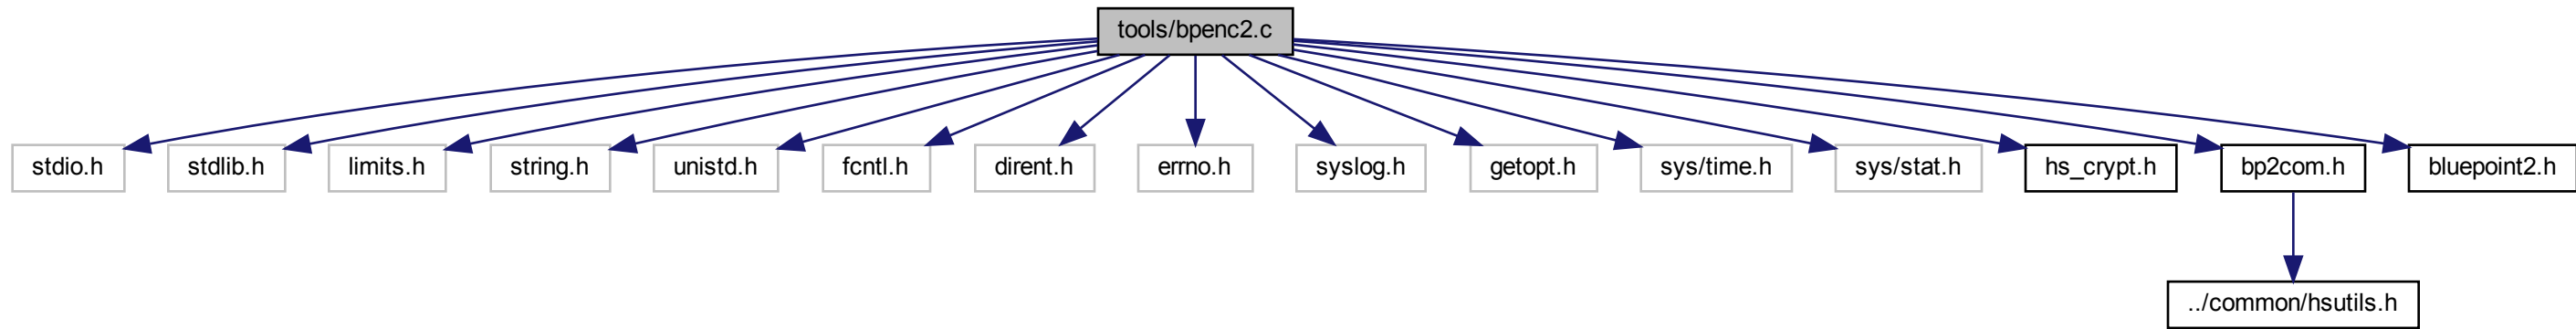 tools/bpenc2.c
stdio.h
stdlib.h
limits.h
string.h
unistd.h
fcntl.h
dirent.h
errno.h
syslog.h
getopt.h
sys/time.h
sys/stat.h
hs_crypt.h
bp2com.h
bluepoint2.h
../common/hsutils.h